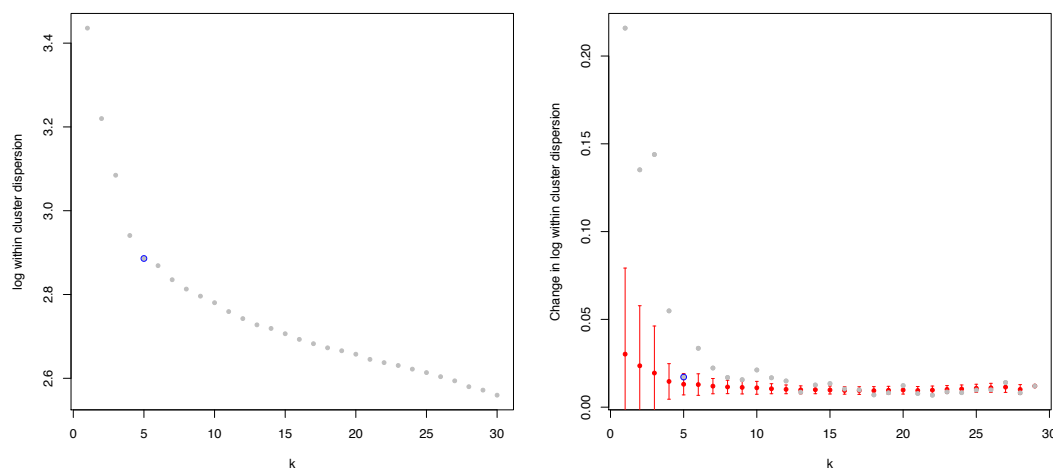 log within cluster dispersion
3.4
3.2
3.0
2.8
2.6
0 5 10 15 20 25 30
k
Change in log within cluster dispersion
0.20
0.15
0.10
0.05
0.00
0 5 10 15 20 25 30
k